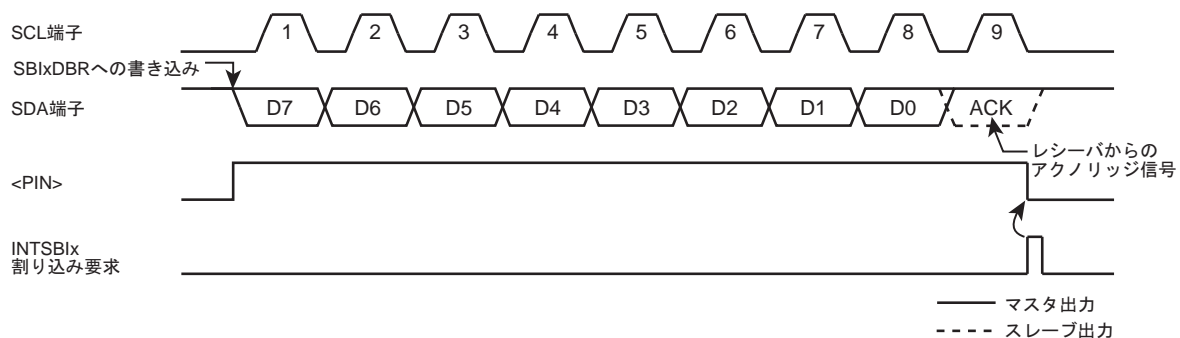 SCL端子
1 2 3 4 5 6 7 8 9
SBIxDBRへの書き込み
SDA端子
D7 D6 D5 D4 D3 D2 D1 D0 ACK
レシーバからの
アクノリッジ信号
<PIN>
INTSBIx
割り込み要求
マスタ出力
スレーブ出力